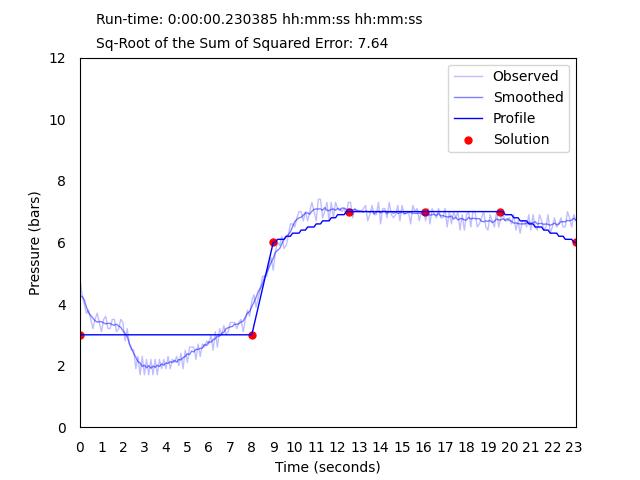 Run-time: 0:00:00.230385 hh:mm:ss hh:mm:ss
Sq-Root of the Sum of Squared Error: 7.64
12
10
8
6
4
2
0
Pressure (bars)
Observed
Smoothed
Profile
Solution
0 1 2 3 4 5 6 7 8 9 10 11 12 13 14 15 16 17 18 19 20 21 22 23
Time (seconds)